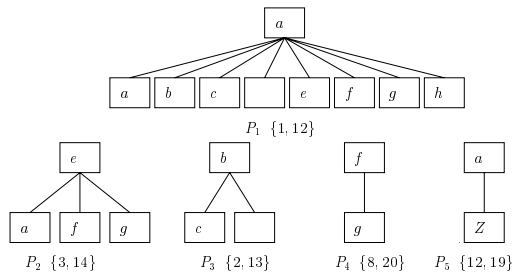 a
a b c e f g h
P₁ {1, 12}
e b f a
a f g c g Z
P₂ {3, 14} P₃ {2, 13} P₄ {8, 20} P₅ {12, 19}